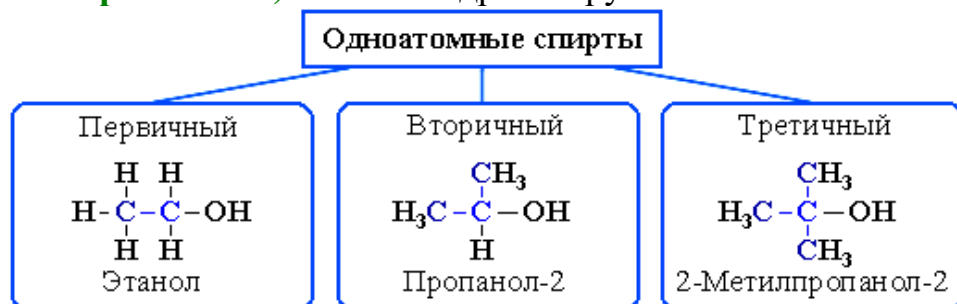 Одноатомные спирты
Первичный
H H
H-C-C-OH
H H
Этанол
Вторичный
CH3
H3C-C-OH
H
Пропанол-2
Третичный
CH3
H3C-C-OH
CH3
2-Метилпропанол-2